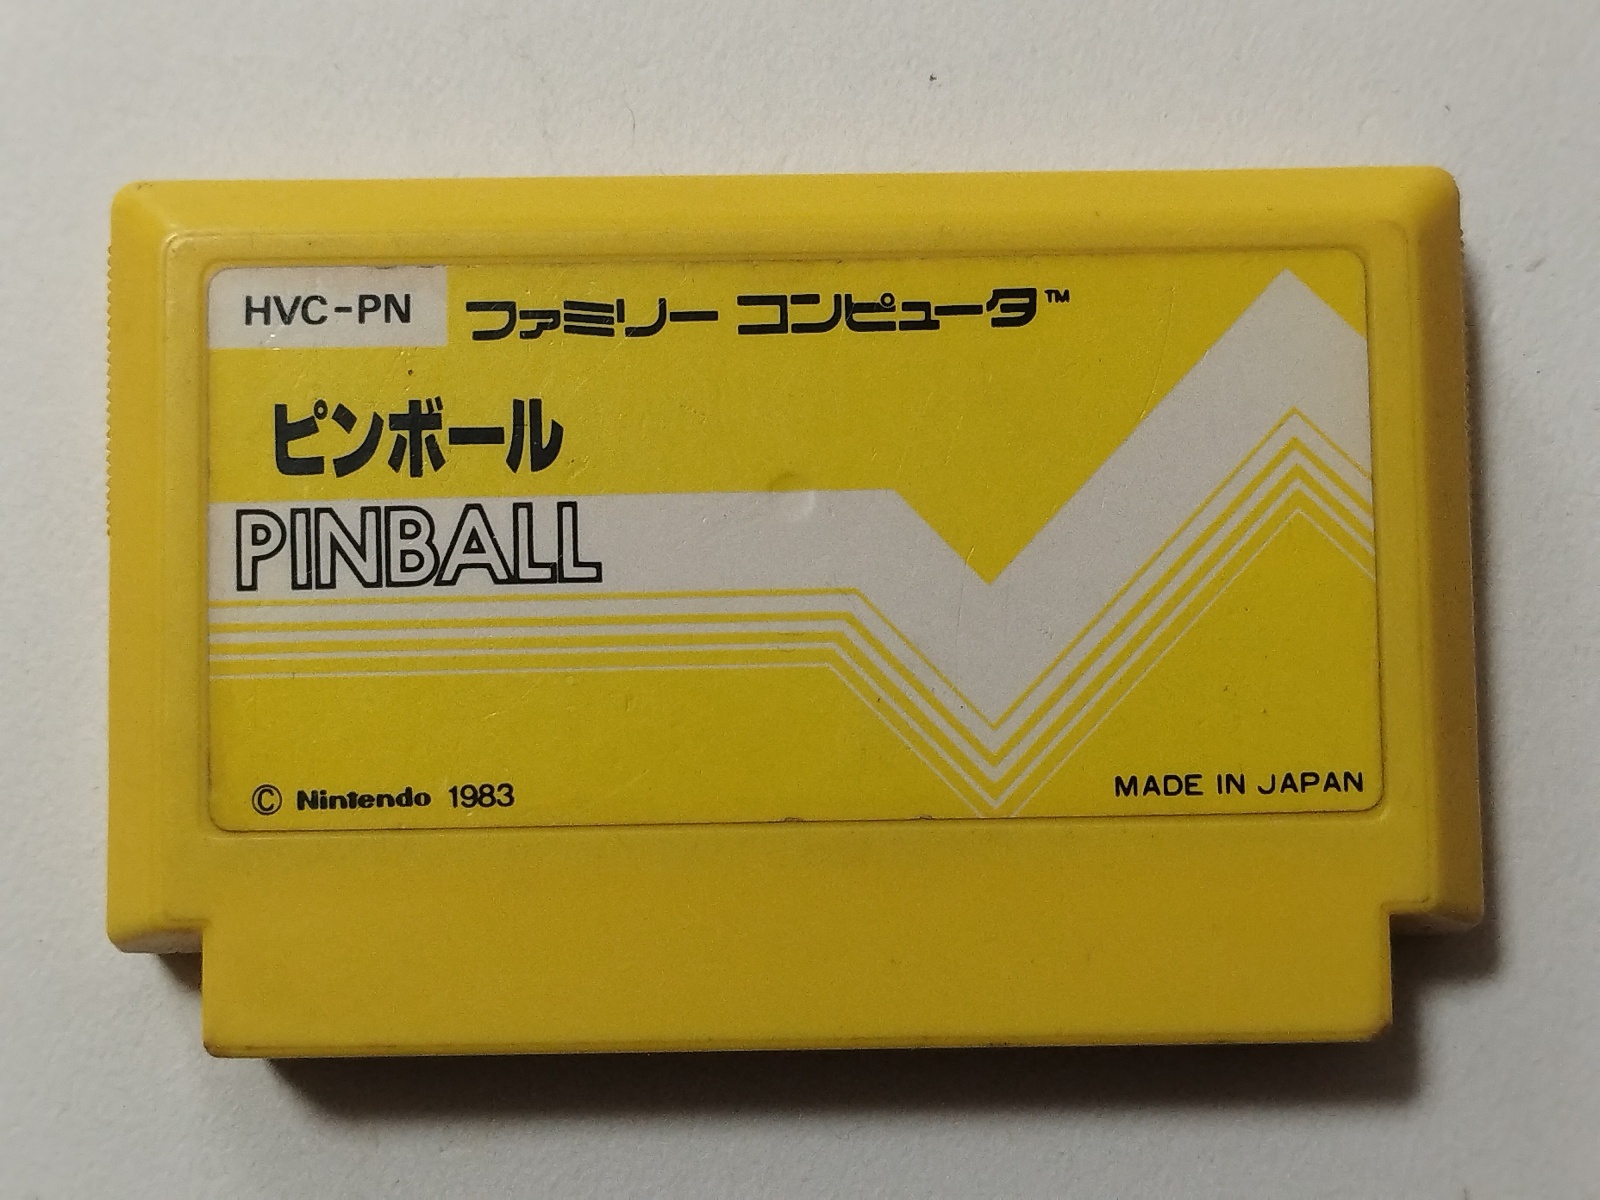 HVC-PN
ファミリー コンピュータ™
ピンボール
PINBALL
© Nintendo 1983
MADE IN JAPAN